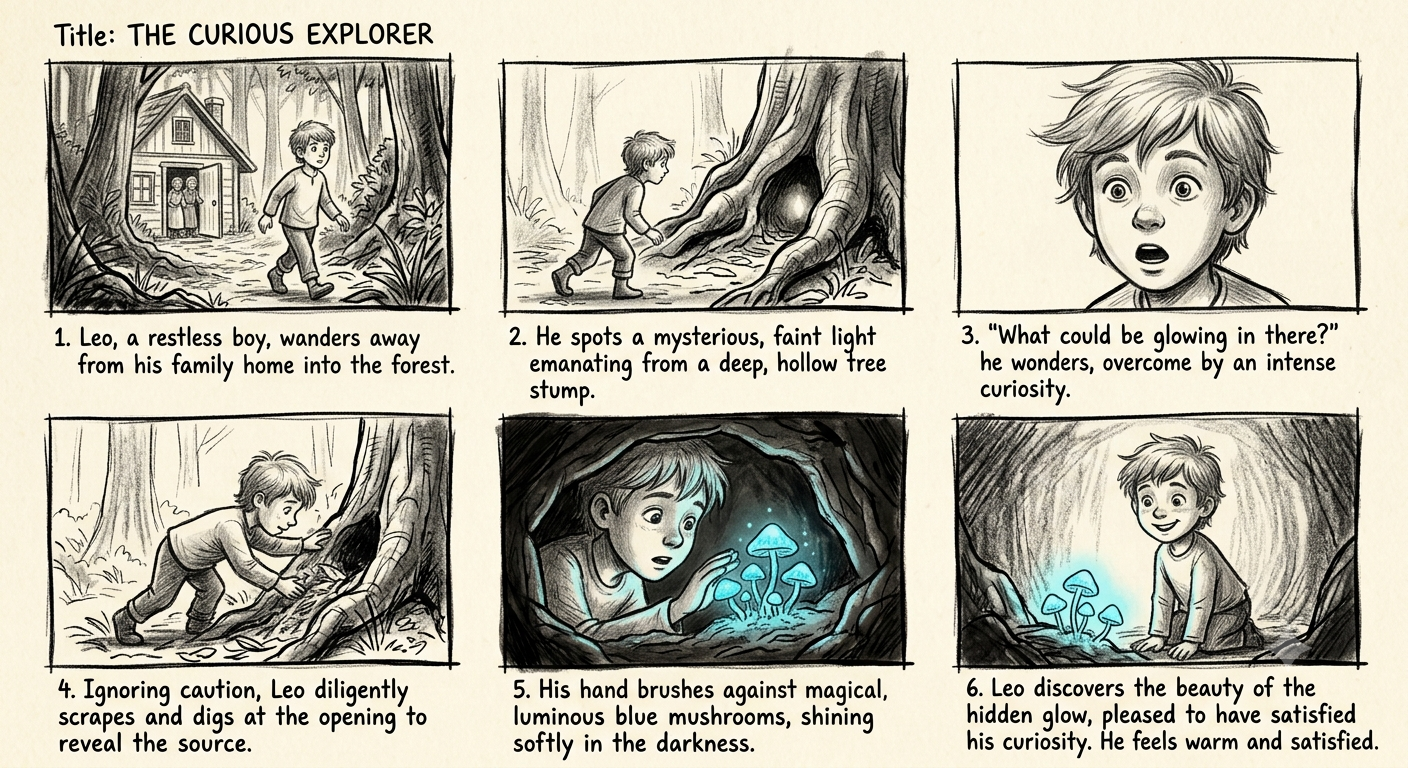 Title: THE CURIOUS EXPLORER
1. Leo, a restless boy, wanders away
from his family home into the forest.
2. He spots a mysterious, faint light
emanating from a deep, hollow tree
stump.
3. "What could be glowing in there?"
he wonders, overcome by an intense
curiosity.
4. Ignoring caution, Leo diligently
scrapes and digs at the opening to
reveal the source.
5. His hand brushes against magical,
luminous blue mushrooms, shining
softly in the darkness.
6. Leo discovers the beauty of the
hidden glow, pleased to have satisfied
his curiosity. He feels warm and satisfied.